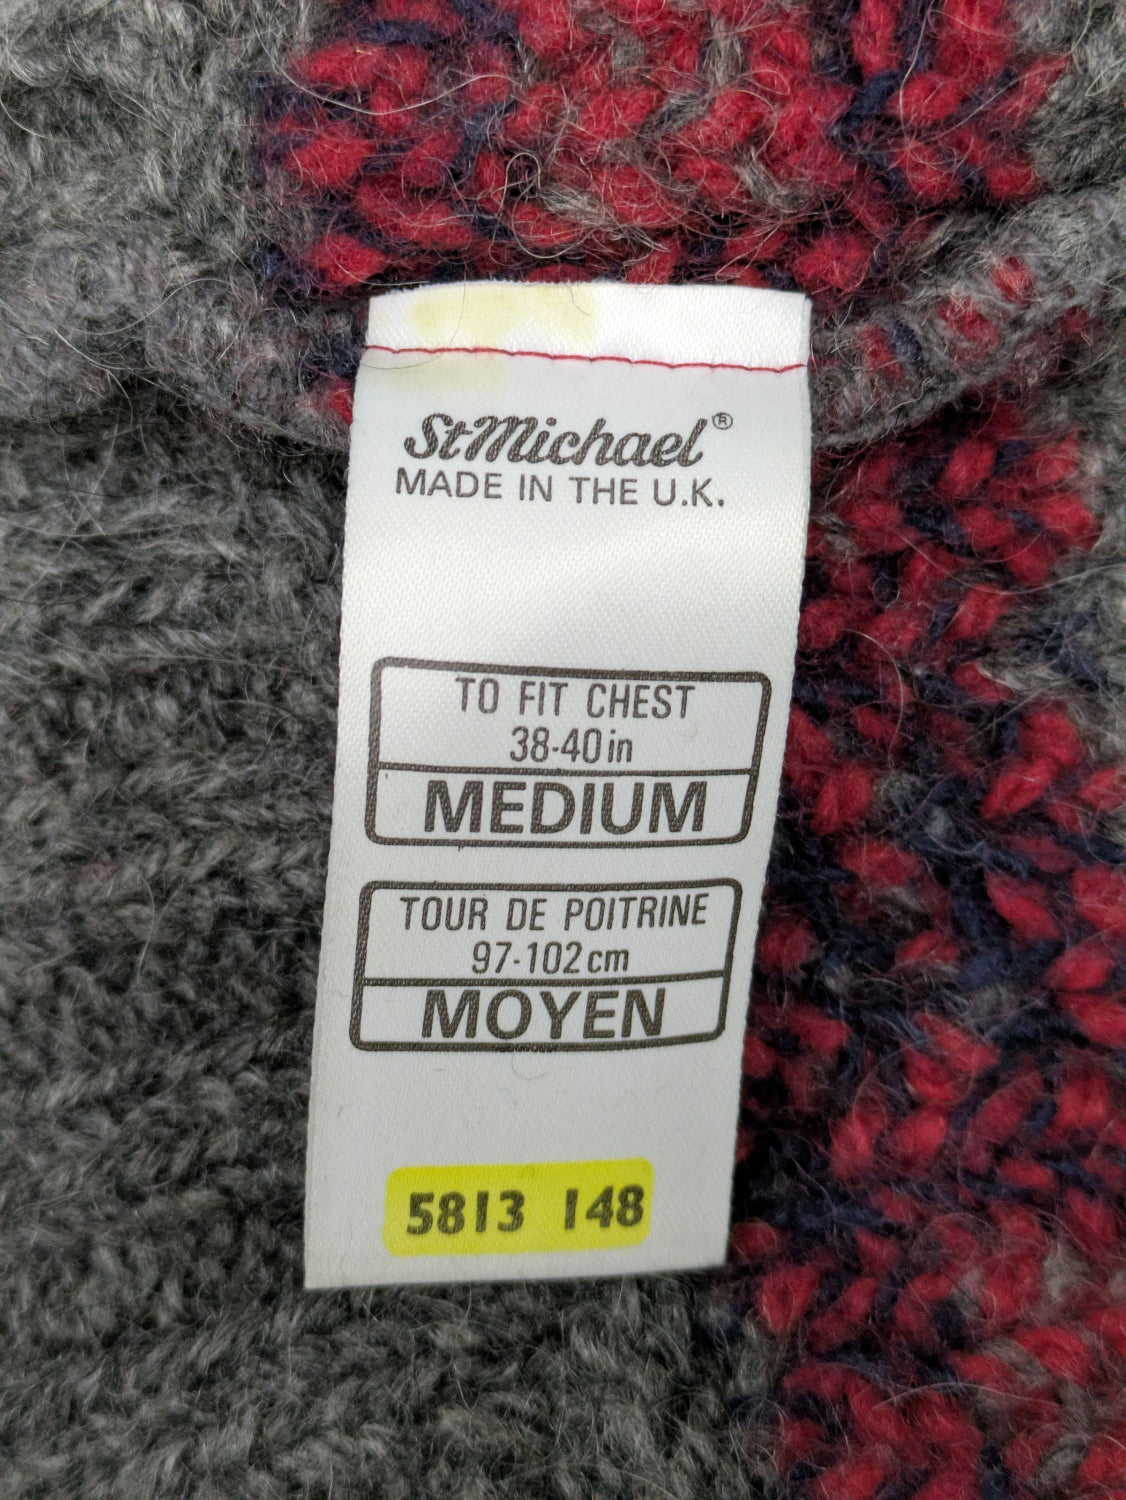 StMichael®
MADE IN THE U.K.
TO FIT CHEST
38-40in
MEDIUM
TOUR DE POITRINE
97-102cm
MOYEN
5813 148